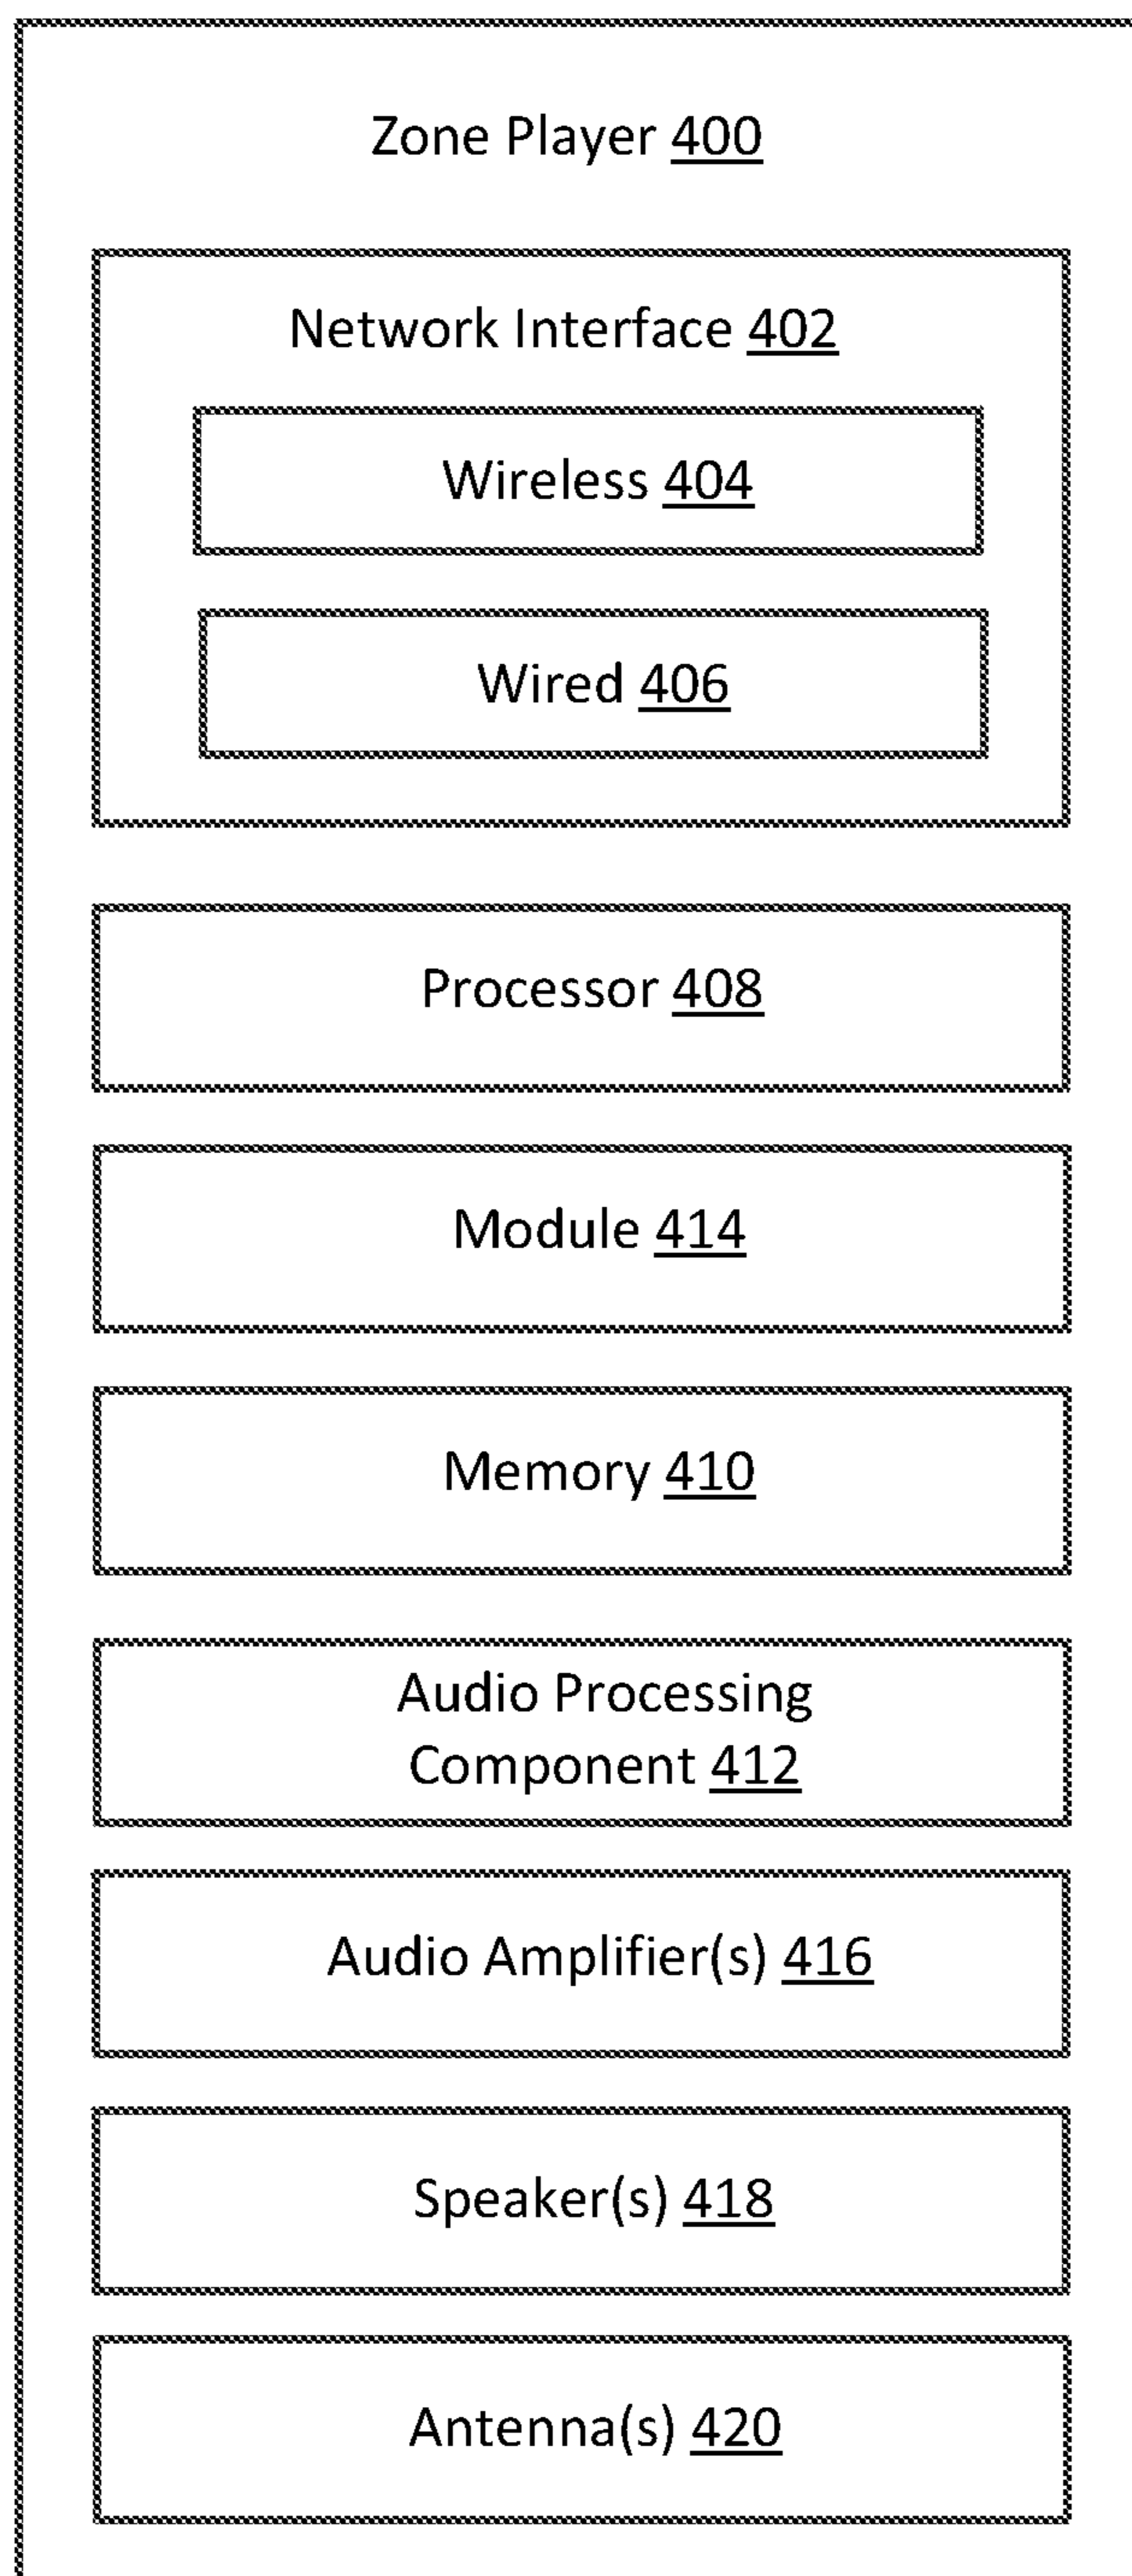 Zone Player 400
Network Interface 402
Wireless 404
Wired 406
Processor 408
Module 414
Memory 410
Audio Processing
Component 412
Audio Amplifier(s) 416
Speaker(s) 418
Antenna(s) 420